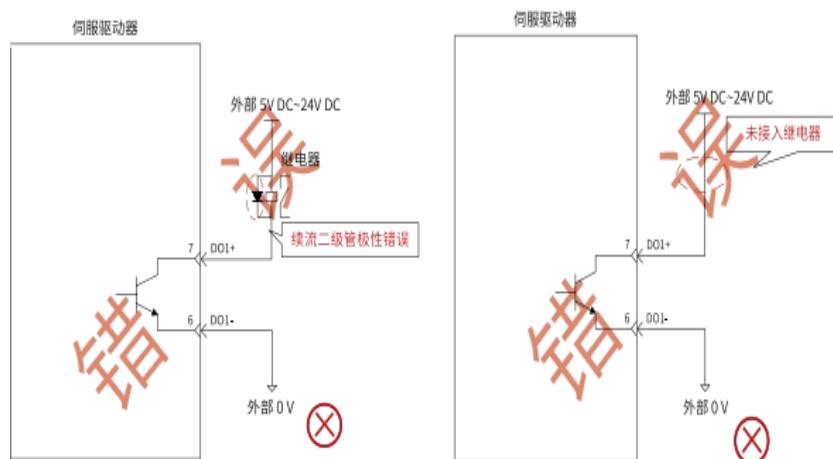 伺服驱动器
外部 5V DC~24V DC
继电器
续流二级管极性错误
7 DO1+
6 DO1-
外部 0 V
错误
伺服驱动器
外部 5V DC~24V DC
未接入继电器
7 DO1+
6 DO1-
外部 0 V
错误